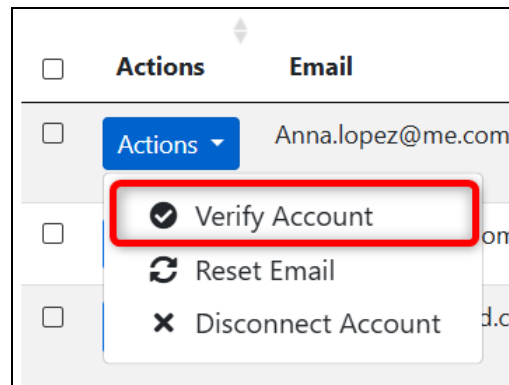 Actions Email
Actions Anna.lopez@me.com
Verify Account
Reset Email
Disconnect Account